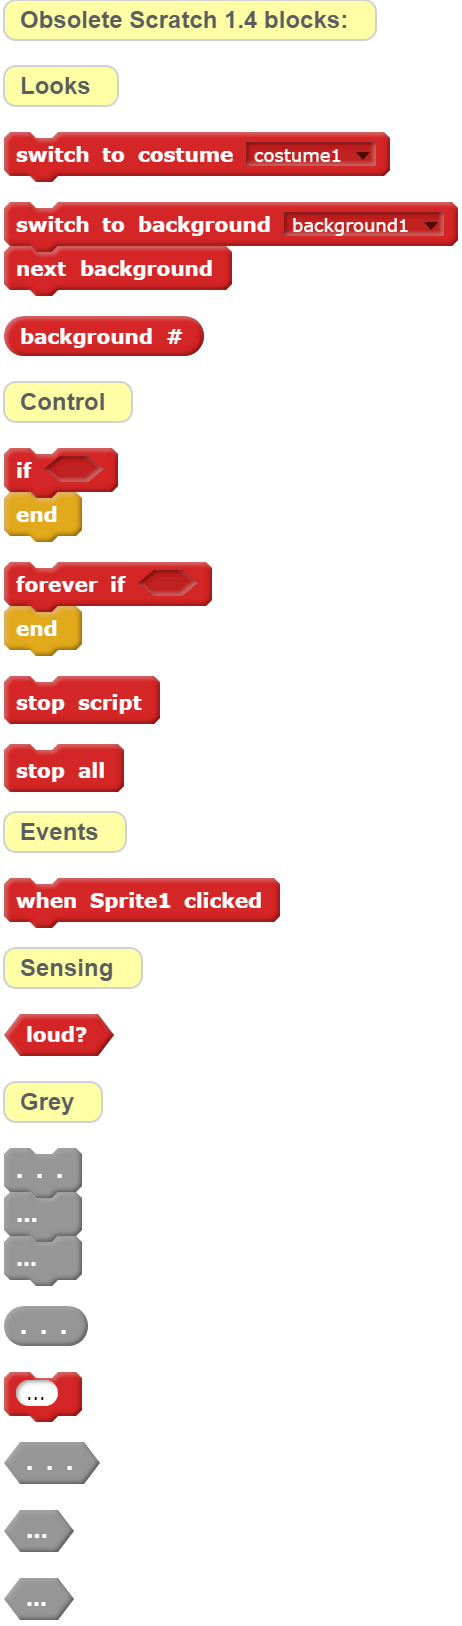 Obsolete Scratch 1.4 blocks:
Looks
switch to costume costume1
switch to background background1
next background
background #
Control
if
end
forever if
end
stop script
stop all
Events
when Sprite1 clicked
Sensing
loud?
Grey
. . .
...
...
. . .
...
. . .
...
...